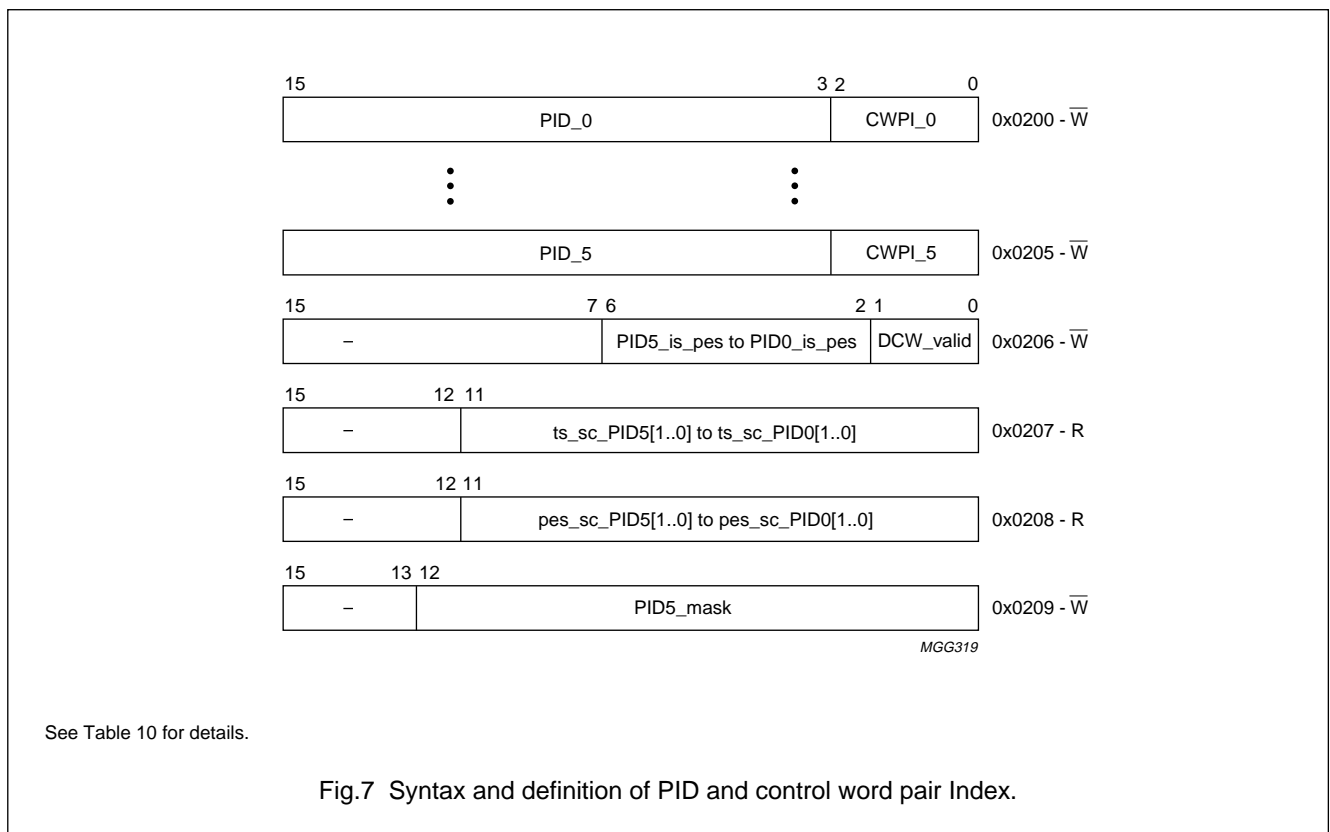 15 3 2 0
PID_0 CWPI_0 0x0200 - W̅
PID_5 CWPI_5 0x0205 - W̅
15 7 6 2 1 0
– PID5_is_pes to PID0_is_pes DCW_valid 0x0206 - W̅
15 12 11
– ts_sc_PID5[1..0] to ts_sc_PID0[1..0] 0x0207 - R
15 12 11
– pes_sc_PID5[1..0] to pes_sc_PID0[1..0] 0x0208 - R
15 13 12
– PID5_mask 0x0209 - W̅
MGG319
See Table 10 for details.
Fig.7 Syntax and definition of PID and control word pair Index.